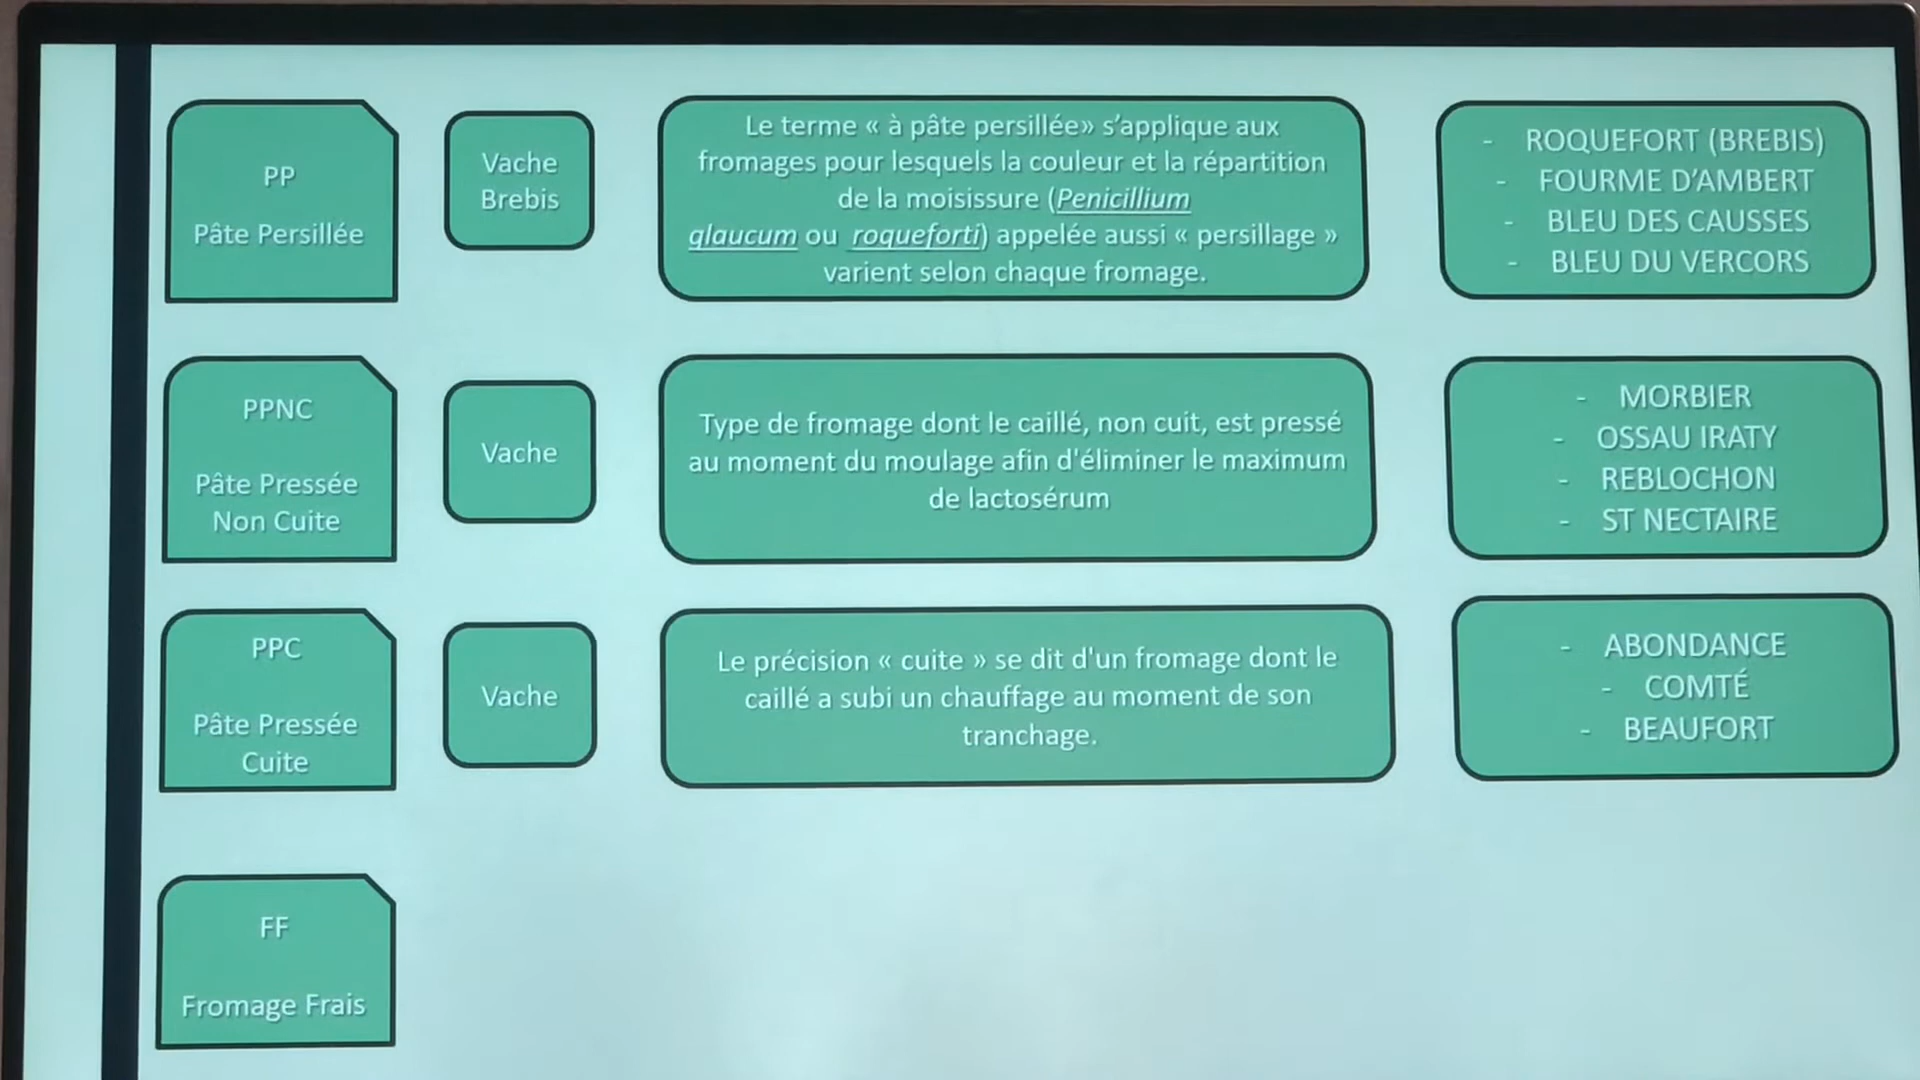 PP
Pâte Persillée
Vache
Brebis
Le terme « à pâte persillée» s’applique aux
fromages pour lesquels la couleur et la répartition
de la moisissure (Penicillium
glaucum ou roqueforti) appelée aussi « persillage »
varient selon chaque fromage.
- ROQUEFORT (BREBIS)
- FOURME D’AMBERT
- BLEU DES CAUSSES
- BLEU DU VERCORS
PPNC
Pâte Pressée
Non Cuite
Vache
Type de fromage dont le caillé, non cuit, est pressé
au moment du moulage afin d'éliminer le maximum
de lactosérum
- MORBIER
- OSSAU IRATY
- REBLOCHON
- ST NECTAIRE
PPC
Pâte Pressée
Cuite
Vache
Le précision « cuite » se dit d'un fromage dont le
caillé a subi un chauffage au moment de son
tranchage.
- ABONDANCE
- COMTÉ
- BEAUFORT
FF
Fromage Frais